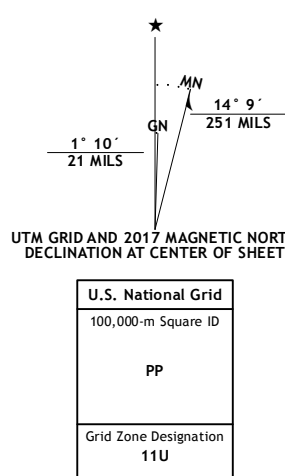 ★
MN
GN
14° 9´
251 MILS
1° 10´
21 MILS
UTM GRID AND 2017 MAGNETIC NORT
DECLINATION AT CENTER OF SHEET
U.S. National Grid
100,000-m Square ID
PP
Grid Zone Designation
11U